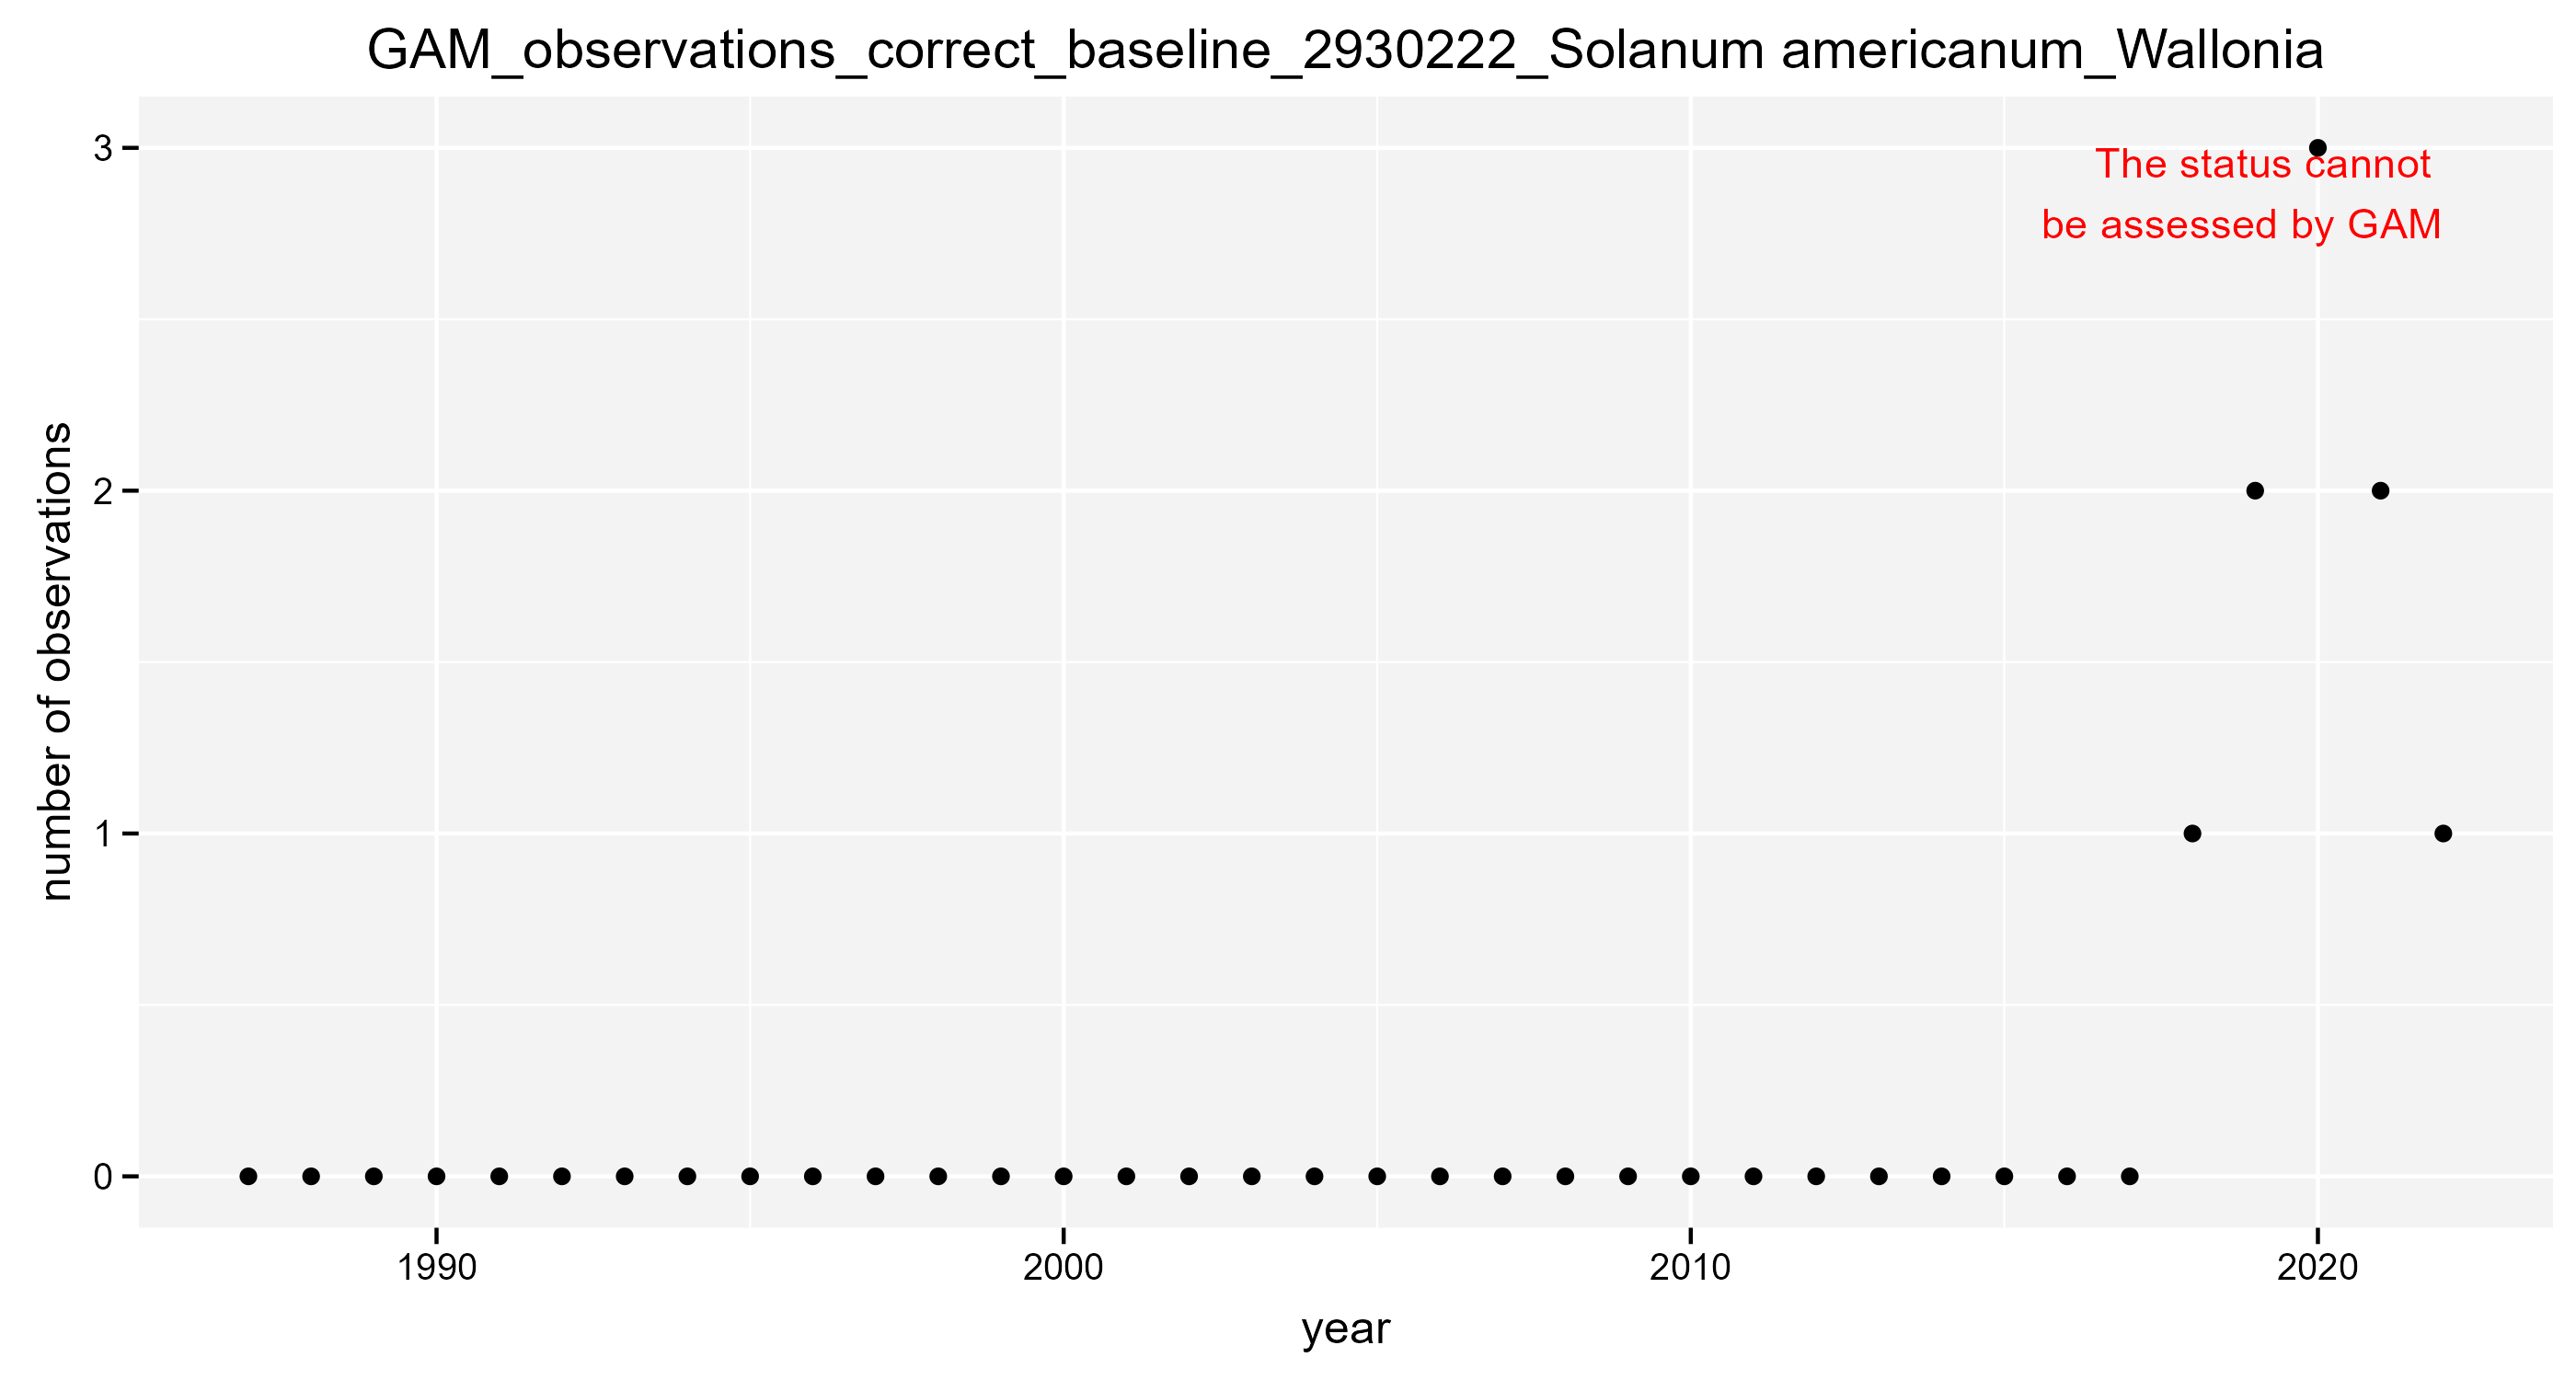 GAM_observations_correct_baseline_2930222_Solanum americanum_Wallonia
3
The status cannot
be assessed by GAM
2
number of observations
1
0
1990 2000 2010 2020
year